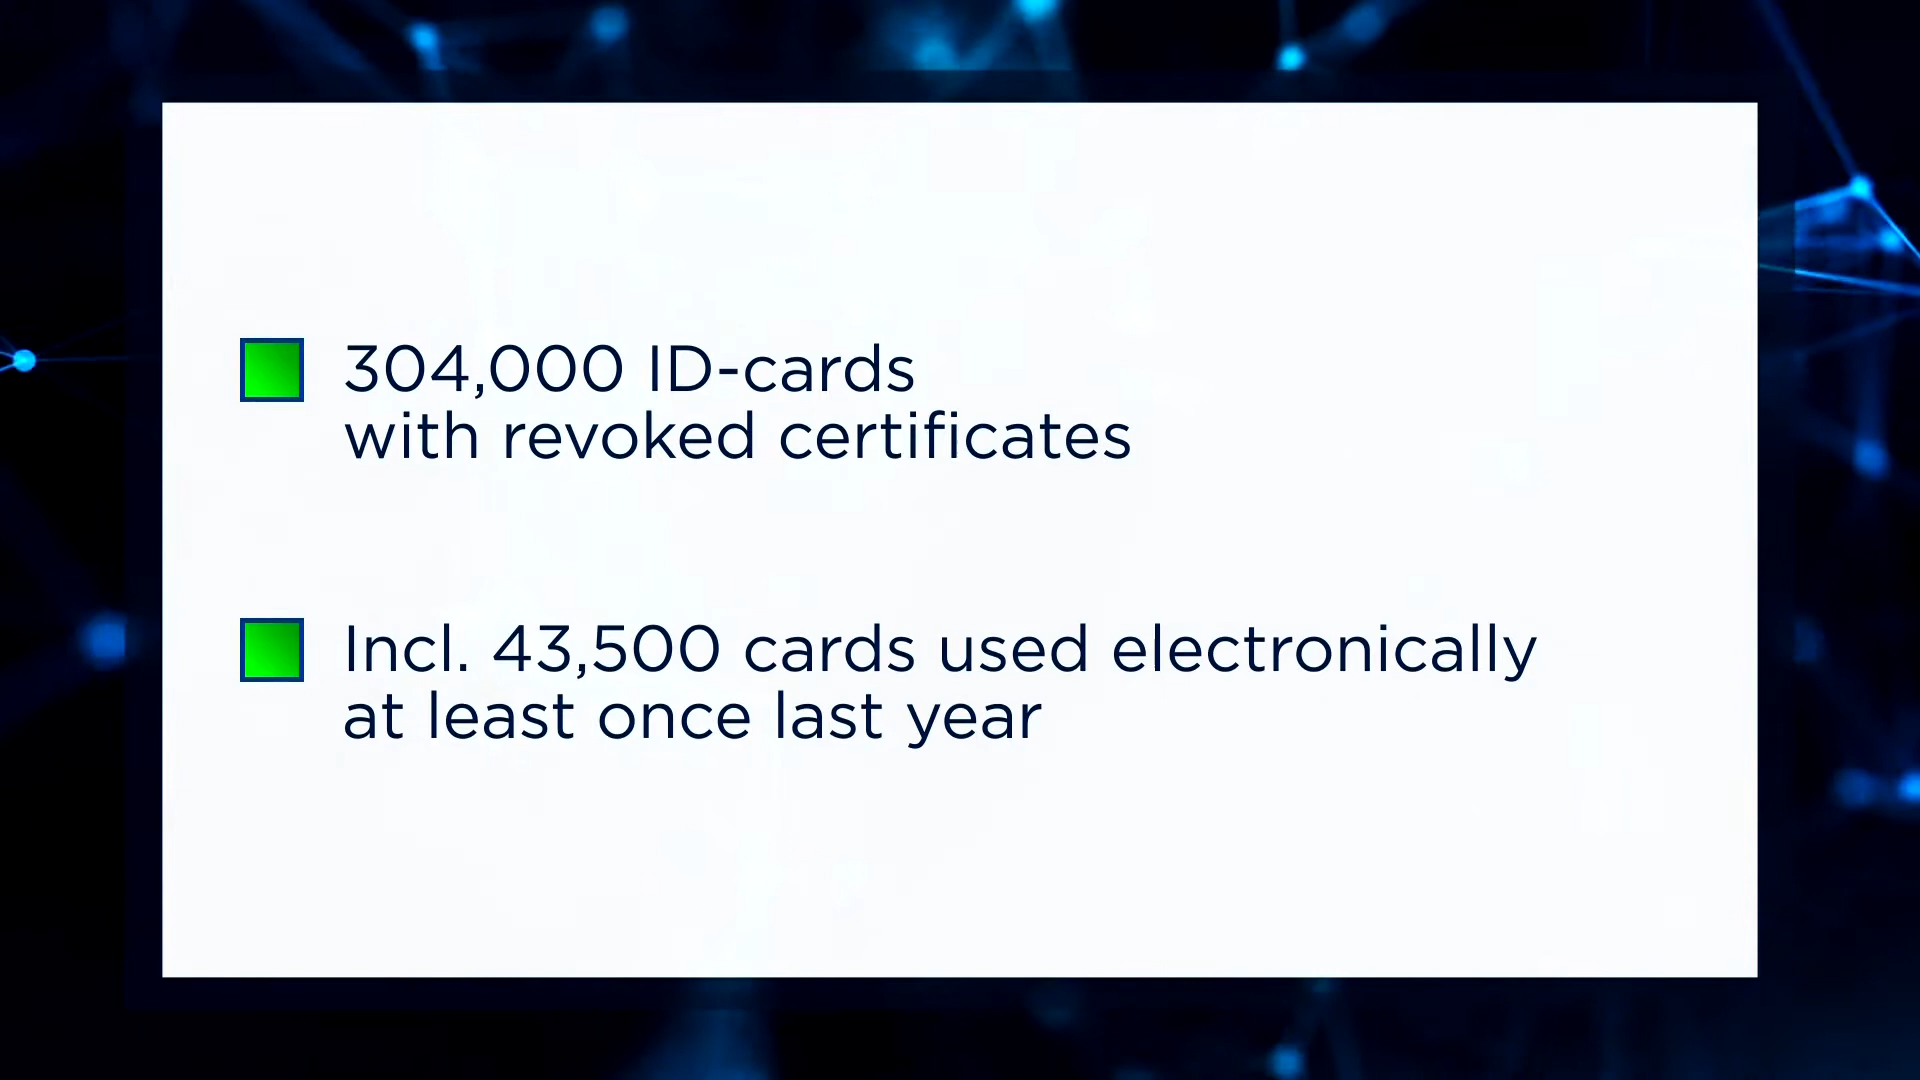 304,000 ID-cards
with revoked certificates
Incl. 43,500 cards used electronically
at least once last year